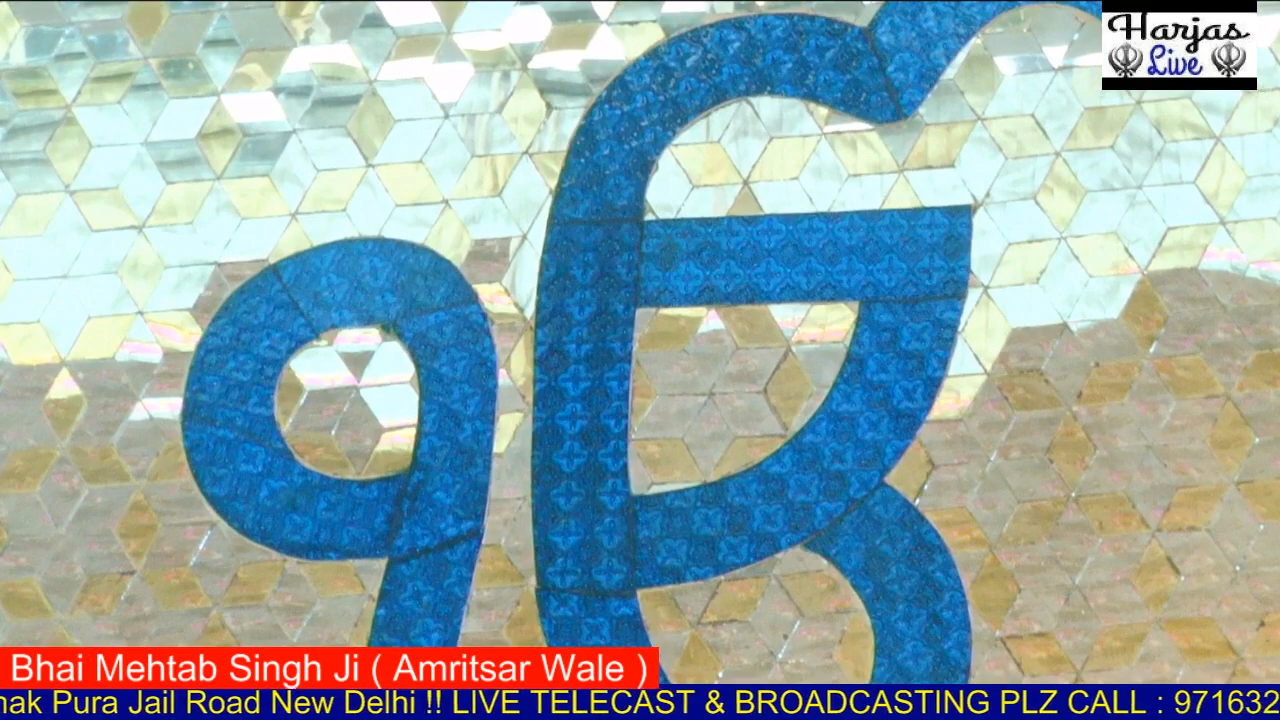 Harjas
Live
ੴ
Bhai Mehtab Singh Ji ( Amritsar Wale )
Pura Jail Road New Delhi !! LIVE TELECAST & BROADCASTING PLZ CALL : 971632